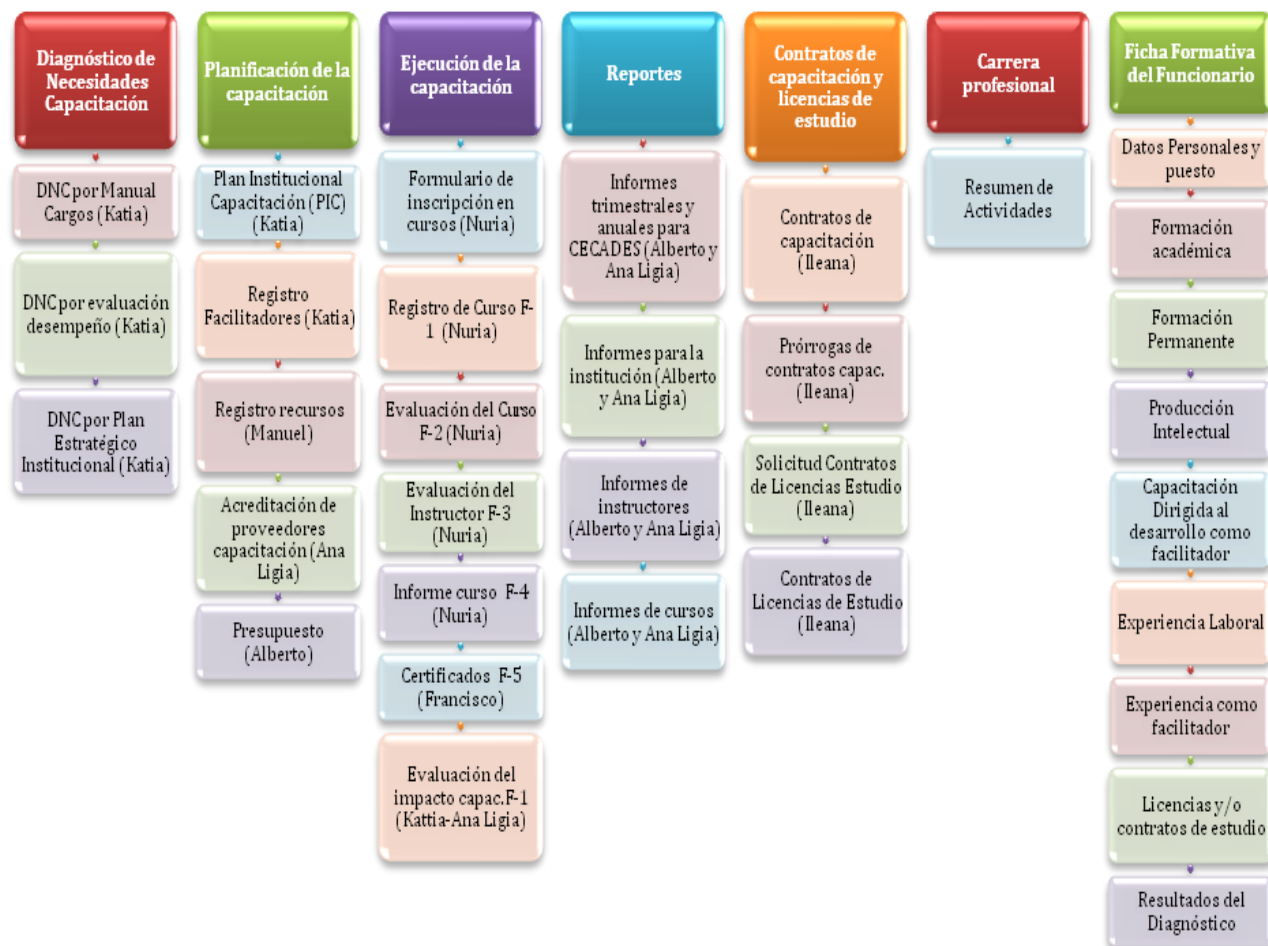 Diagnóstico de
Necesidades
Capacitación
DNC por Manual
Cargos (Katia)
DNC por evaluación
desempeño (Katia)
DNC por Plan
Estratégico
Institucional (Katia)
Planificación de la
capacitación
Plan Institucional
Capacitación (PIC)
(Katia)
Registro
Facilitadores (Katia)
Registro recursos
(Manuel)
Acreditación de
proveedores
capacitación (Ana
Ligia)
Presupuesto
(Alberto)
Ejecución de la
capacitación
Formulario de
inscripción en
cursos (Nuria)
Registro de Curso F-
1 (Nuria)
Evaluación del Curso
F-2 (Nuria)
Evaluación del
Instructor F-3
(Nuria)
Informe curso F-4
(Nuria)
Certificados F-5
(Francisco)
Evaluación del
impacto capac.F-1
(Kattia-Ana Ligia)
Reportes
Informes
trimestrales y
anuales para
CECADES (Alberto y
Ana Ligia)
Informes para la
institución (Alberto
y Ana Ligia)
Informes de
instructores
(Alberto y Ana Ligia)
Informes de cursos
(Alberto y Ana Ligia)
Contratos de
capacitación y
licencias de
estudio
Contratos de
capacitación
(Ileana)
Prórrogas de
contratos capac.
(Ileana)
Solicitud Contratos
de Licencias Estudio
(Ileana)
Contratos de
Licencias de Estudio
(Ileana)
Carrera
profesional
Resumen de
Actividades
Ficha Formativa
del Funcionario
Datos Personales y
puesto
Formación
académica
Formación
Permanente
Producción
Intelectual
Capacitación
Dirigida al
desarrollo como
facilitador
Experiencia Laboral
Experiencia como
facilitador
Licencias y/o
contratos de estudio
Resultados del
Diagnóstico